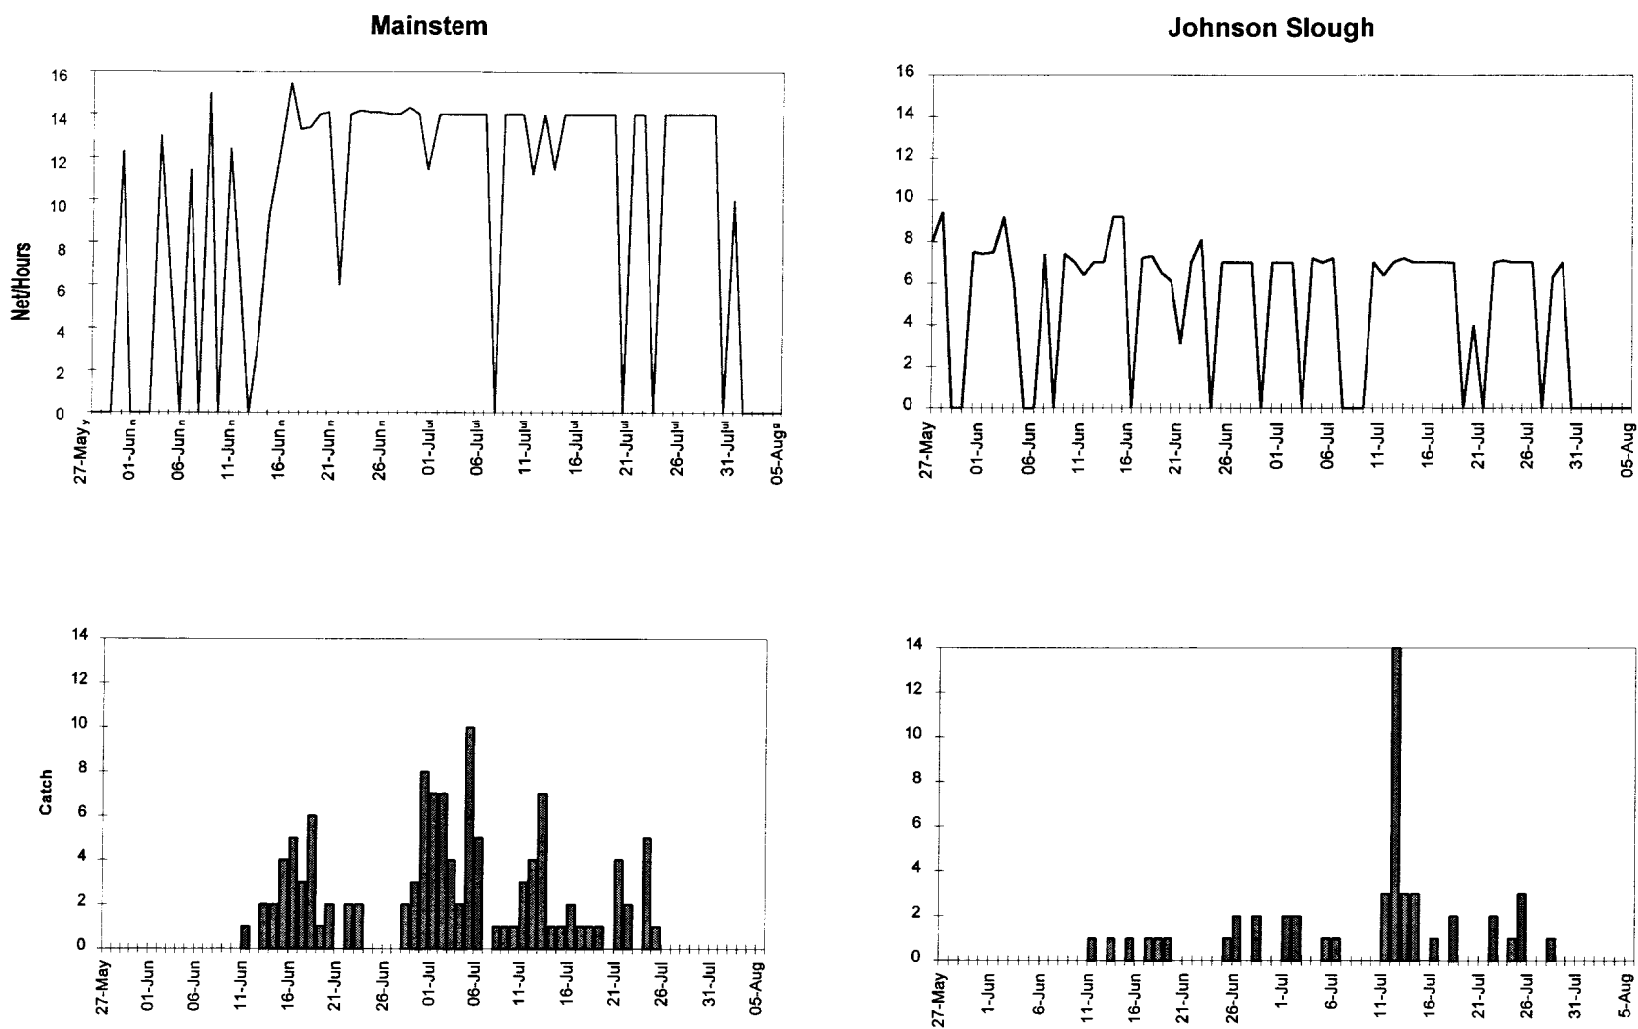 Mainstem
Johnson Slough
16
14
12
10
8
6
4
2
0
Net/Hours
27-May
01-Jun
06-Jun
11-Jun
16-Jun
21-Jun
26-Jun
01-Jul
06-Jul
11-Jul
16-Jul
21-Jul
26-Jul
31-Jul
05-Aug
16
14
12
10
8
6
4
2
0
27-May
01-Jun
06-Jun
11-Jun
16-Jun
21-Jun
26-Jun
01-Jul
06-Jul
11-Jul
16-Jul
21-Jul
26-Jul
31-Jul
05-Aug
14
12
10
8
6
4
2
0
Catch
27-May
01-Jun
06-Jun
11-Jun
16-Jun
21-Jun
26-Jun
01-Jul
06-Jul
11-Jul
16-Jul
21-Jul
26-Jul
31-Jul
05-Aug
14
12
10
8
6
4
2
0
27-May
1-Jun
6-Jun
11-Jun
16-Jun
21-Jun
26-Jun
1-Jul
6-Jul
11-Jul
16-Jul
21-Jul
26-Jul
31-Jul
5-Aug